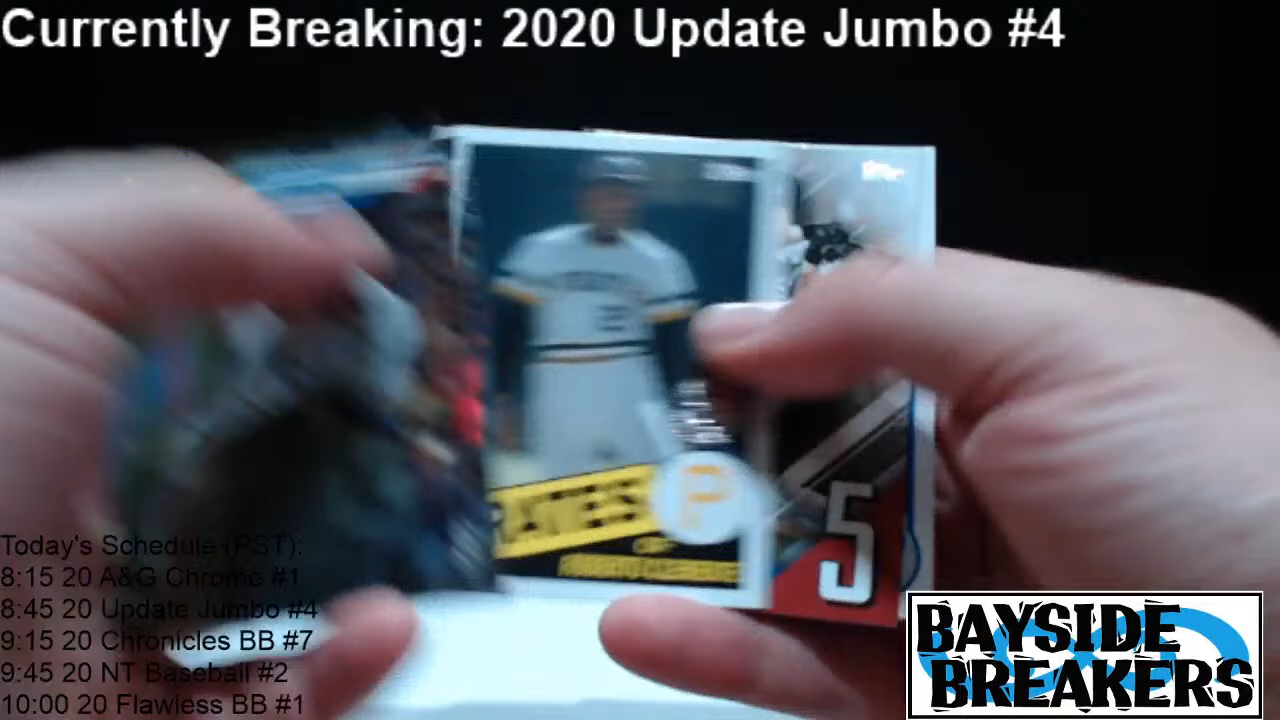 Currently Breaking: 2020 Update Jumbo #4
P
5
Today's Schedule (PST):
8:15 20 A&G Chrome #1
8:45 20 Update Jumbo #4
9:15 20 Chronicles BB #7
9:45 20 NT Baseball #2
10:00 20 Flawless BB #1
BAYSIDE
BREAKERS